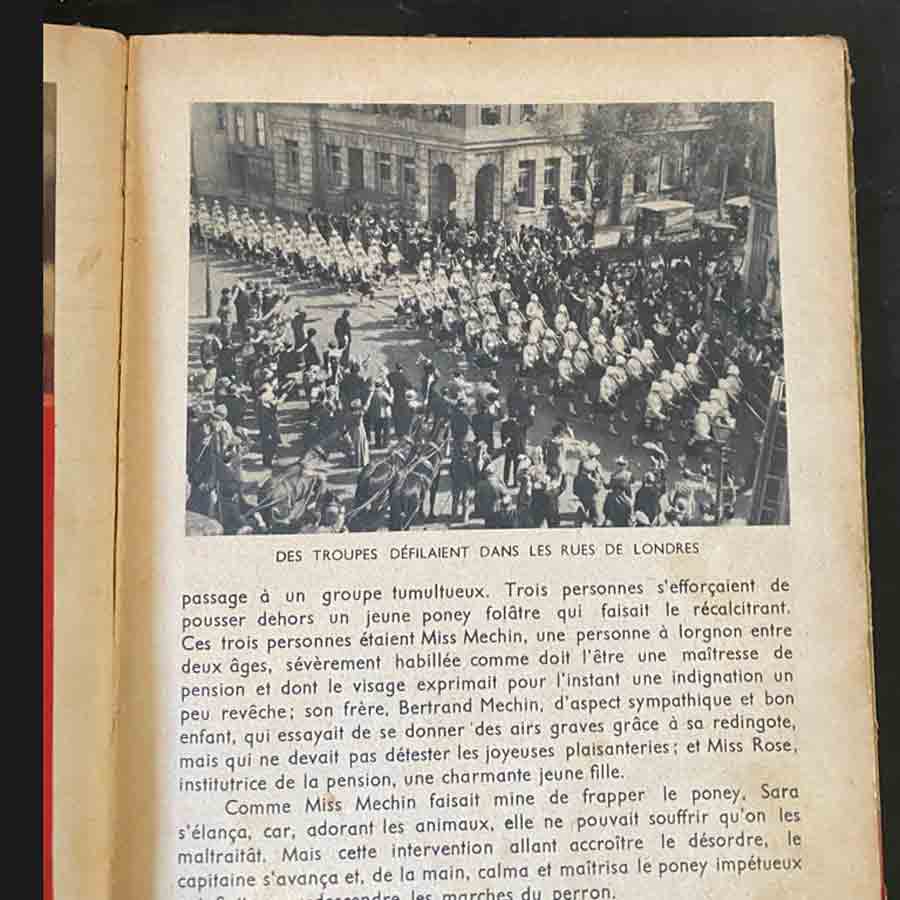 DES TROUPES DÉFILAIENT DANS LES RUES DE LONDRES
passage à un groupe tumultueux. Trois personnes s'efforçaient de
pousser dehors un jeune poney folâtre qui faisait le récalcitrant.
Ces trois personnes étaient Miss Mechin, une personne à lorgnon entre
deux âges, sévèrement habillée comme doit l'être une maîtresse de
pension et dont le visage exprimait pour l'instant une indignation un
peu revêche ; son frère, Bertrand Mechin, d'aspect sympathique et bon
enfant, qui essayait de se donner des airs graves grâce à sa redingote,
mais qui ne devait pas détester les joyeuses plaisanteries ; et Miss Rose,
institutrice de la pension, une charmante jeune fille.
Comme Miss Mechin faisait mine de frapper le poney, Sara
s'élança, car, adorant les animaux, elle ne pouvait souffrir qu'on les
maltraitât. Mais cette intervention allant accroître le désordre, le
capitaine s'avança et, de la main, calma et maîtrisa le poney impétueux
les marches du perron.